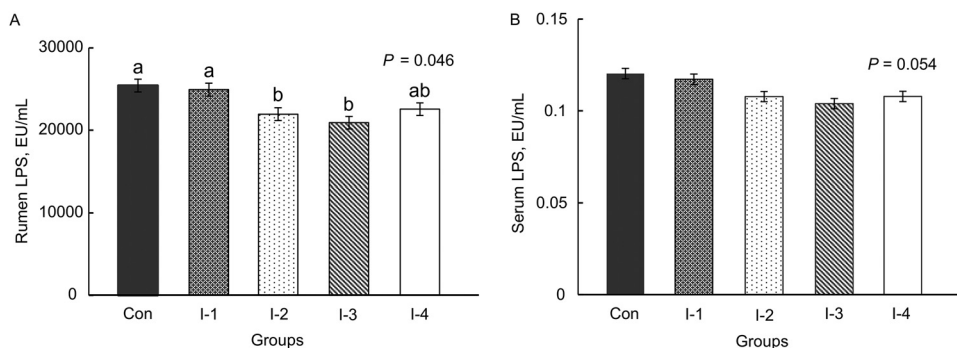 A
Rumen LPS, EU/mL
30000
20000
10000
0
a
a
b
b
ab
P = 0.046
Con
I-1
I-2
I-3
I-4
Groups
B
Serum LPS, EU/mL
0.15
0.1
0.05
0
P = 0.054
Con
I-1
I-2
I-3
I-4
Groups